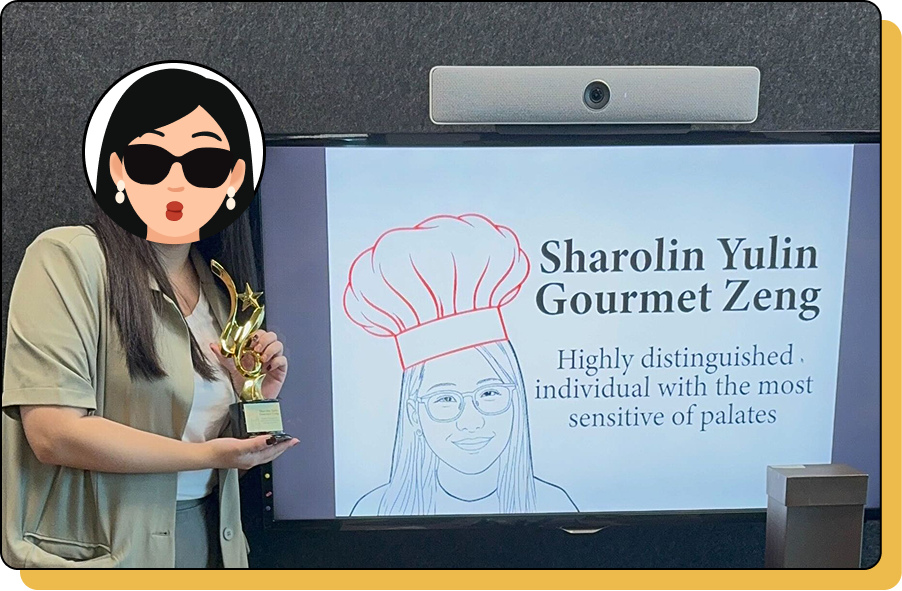 Sharolin Yulin
Gourmet Zeng
Highly distinguished
individual with the most
sensitive of palates